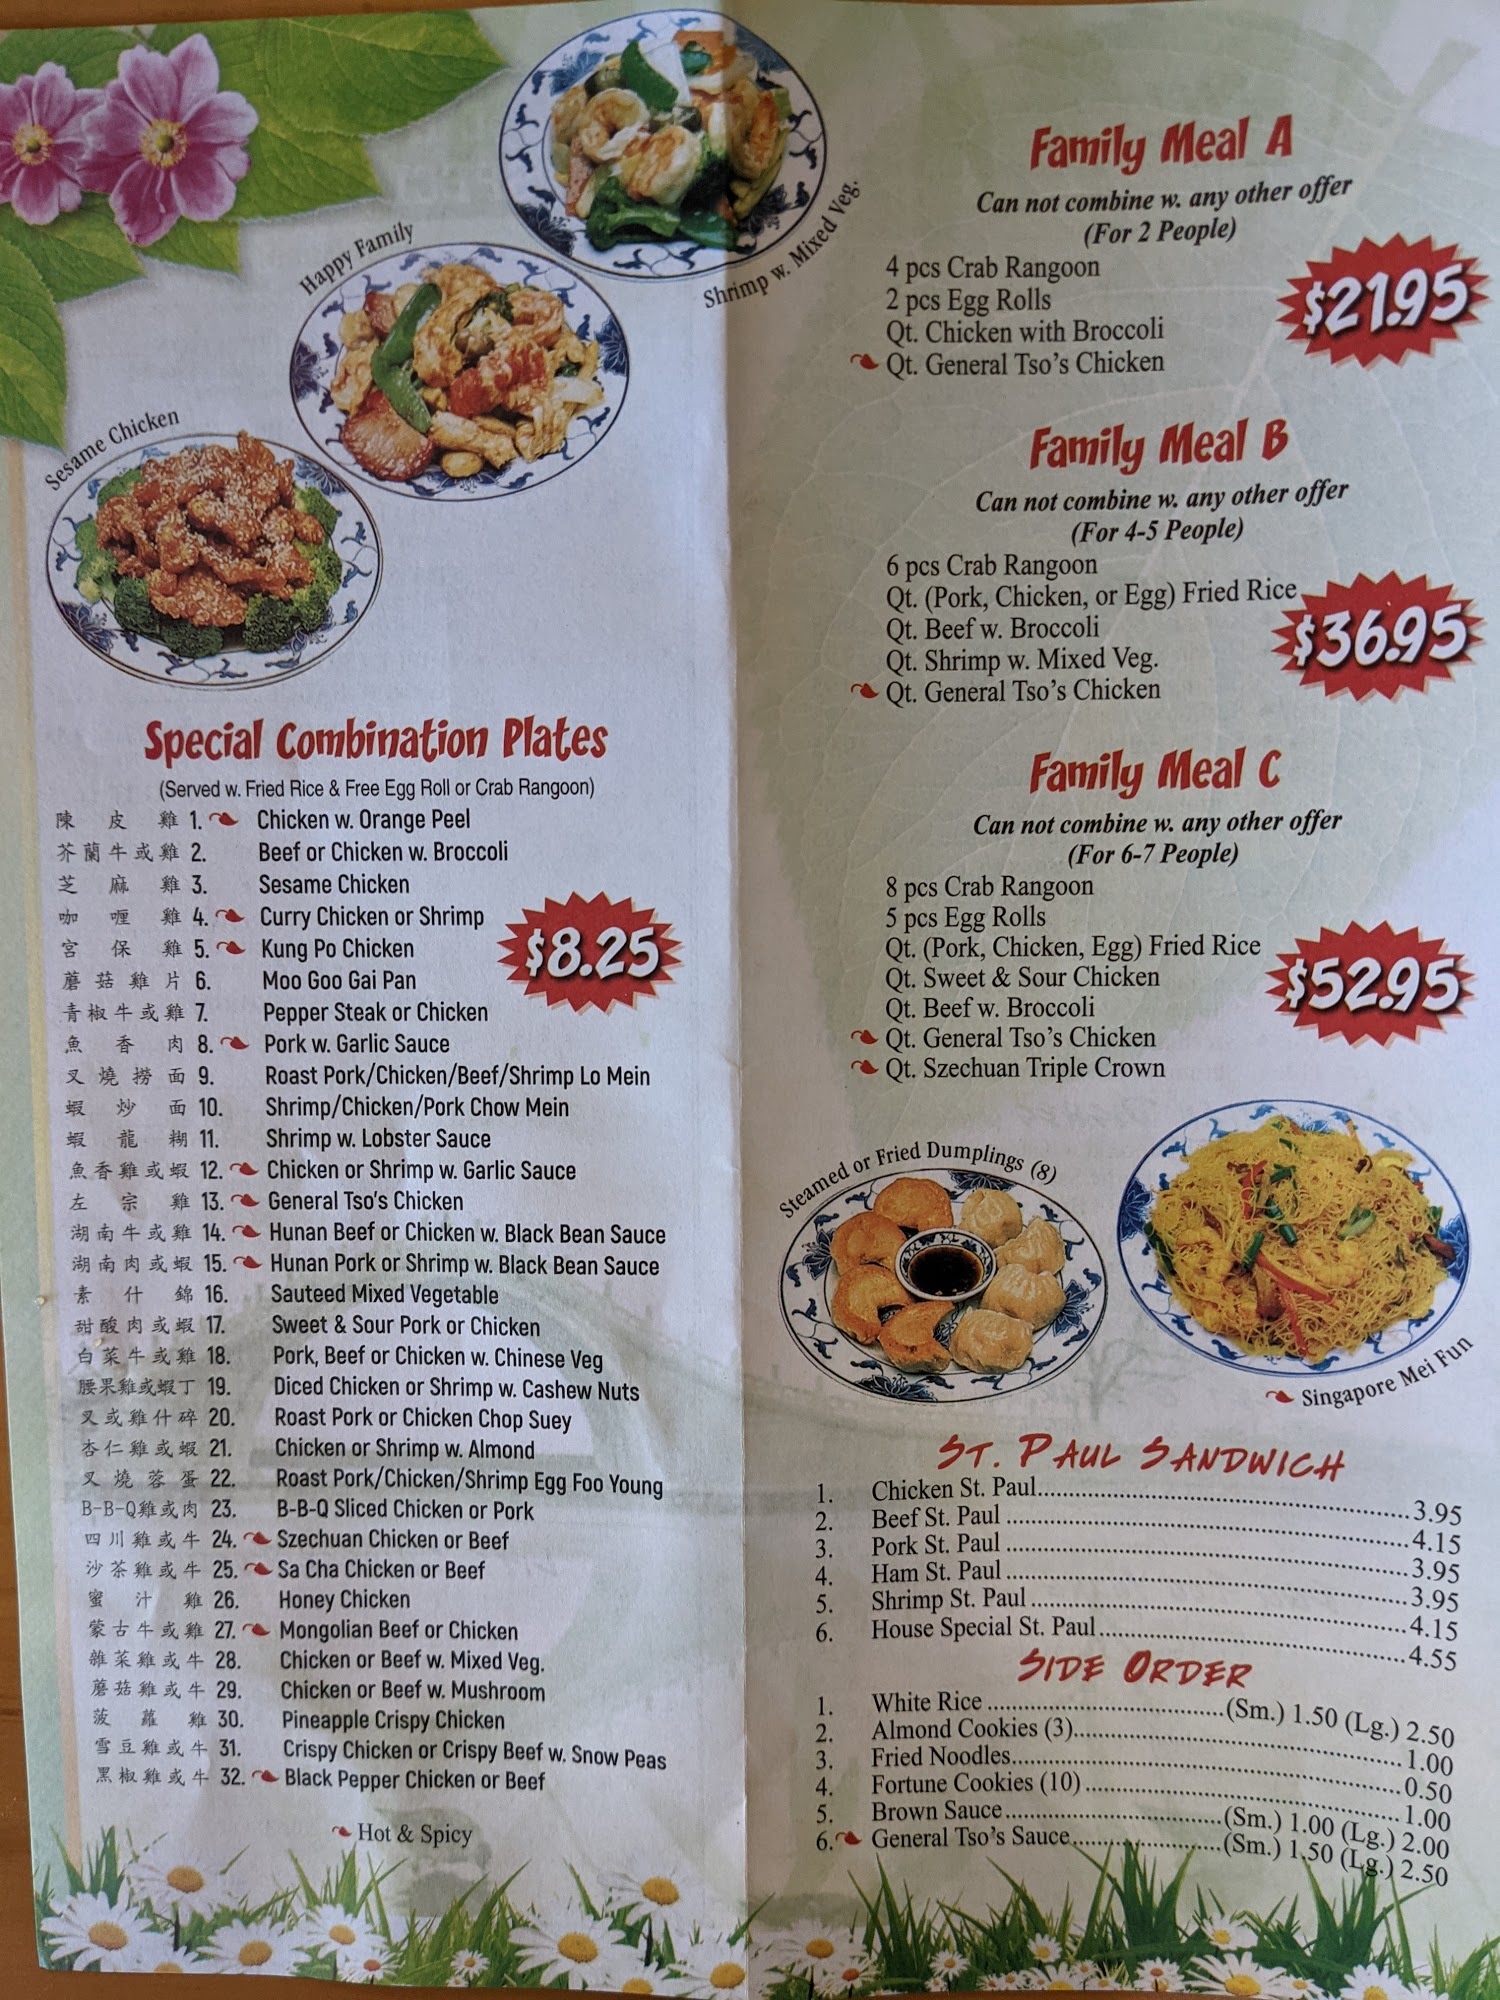 Shrimp w. Mixed Veg.
Happy Family
Sesame Chicken
Special Combination Plates
(Served w. Fried Rice & Free Egg Roll or Crab Rangoon)
$8.25
陳皮雞 1. Chicken w. Orange Peel
芥蘭牛或雞 2. Beef or Chicken w. Broccoli
芝麻雞 3. Sesame Chicken
咖喱雞 4. Curry Chicken or Shrimp
宮保雞 5. Kung Po Chicken
蘑菇雞片 6. Moo Goo Gai Pan
青椒牛或雞 7. Pepper Steak or Chicken
魚香肉 8. Pork w. Garlic Sauce
叉燒撈面 9. Roast Pork/Chicken/Beef/Shrimp Lo Mein
蝦炒面 10. Shrimp/Chicken/Pork Chow Mein
蝦龍糊 11. Shrimp w. Lobster Sauce
魚香雞或蝦 12. Chicken or Shrimp w. Garlic Sauce
左宗雞 13. General Tso's Chicken
湖南牛或雞 14. Hunan Beef or Chicken w. Black Bean Sauce
湖南肉或蝦 15. Hunan Pork or Shrimp w. Black Bean Sauce
素什錦 16. Sauteed Mixed Vegetable
甜酸肉或蝦 17. Sweet & Sour Pork or Chicken
白菜牛或雞 18. Pork, Beef or Chicken w. Chinese Veg
腰果雞或蝦丁 19. Diced Chicken or Shrimp w. Cashew Nuts
叉或雞什碎 20. Roast Pork or Chicken Chop Suey
杏仁雞或蝦 21. Chicken or Shrimp w. Almond
叉燒蓉蛋 22. Roast Pork/Chicken/Shrimp Egg Foo Young
B-B-Q雞或肉 23. B-B-Q Sliced Chicken or Pork
四川雞或牛 24. Szechuan Chicken or Beef
沙茶雞或牛 25. Sa Cha Chicken or Beef
蜜汁雞 26. Honey Chicken
蒙古牛或雞 27. Mongolian Beef or Chicken
雜菜雞或牛 28. Chicken or Beef w. Mixed Veg.
蘑菇雞或牛 29. Chicken or Beef w. Mushroom
菠蘿雞 30. Pineapple Crispy Chicken
雪豆雞或牛 31. Crispy Chicken or Crispy Beef w. Snow Peas
黑椒雞或牛 32. Black Pepper Chicken or Beef
Hot & Spicy
Family Meal A
Can not combine w. any other offer
(For 2 People)
4 pcs Crab Rangoon
2 pcs Egg Rolls
Qt. Chicken with Broccoli
Qt. General Tso's Chicken
$21.95
Family Meal B
Can not combine w. any other offer
(For 4-5 People)
6 pcs Crab Rangoon
Qt. (Pork, Chicken, or Egg) Fried Rice
Qt. Beef w. Broccoli
Qt. Shrimp w. Mixed Veg.
Qt. General Tso's Chicken
$36.95
Family Meal C
Can not combine w. any other offer
(For 6-7 People)
8 pcs Crab Rangoon
5 pcs Egg Rolls
Qt. (Pork, Chicken, Egg) Fried Rice
Qt. Sweet & Sour Chicken
Qt. Beef w. Broccoli
Qt. General Tso's Chicken
Qt. Szechuan Triple Crown
$52.95
Steamed or Fried Dumplings (8)
Singapore Mei Fun
ST. PAUL SANDWICH
1. Chicken St. Paul 3.95
2. Beef St. Paul 4.15
3. Pork St. Paul 3.95
4. Ham St. Paul 3.95
5. Shrimp St. Paul 4.15
6. House Special St. Paul 4.55
SIDE ORDER
1. White Rice (Sm.) 1.50 (Lg.) 2.50
2. Almond Cookies (3) 1.00
3. Fried Noodles 0.50
4. Fortune Cookies (10) 1.00
5. Brown Sauce (Sm.) 1.00 (Lg.) 2.00
6. General Tso's Sauce (Sm.) 1.50 (Lg.) 2.50